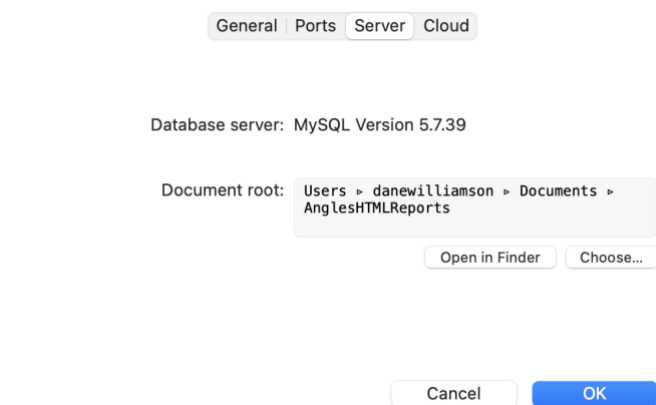 General Ports Server Cloud
Database server: MySQL Version 5.7.39
Document root: Users ▹ danewilliamson ▹ Documents ▹
AnglesHTMLReports
Open in Finder Choose...
Cancel OK